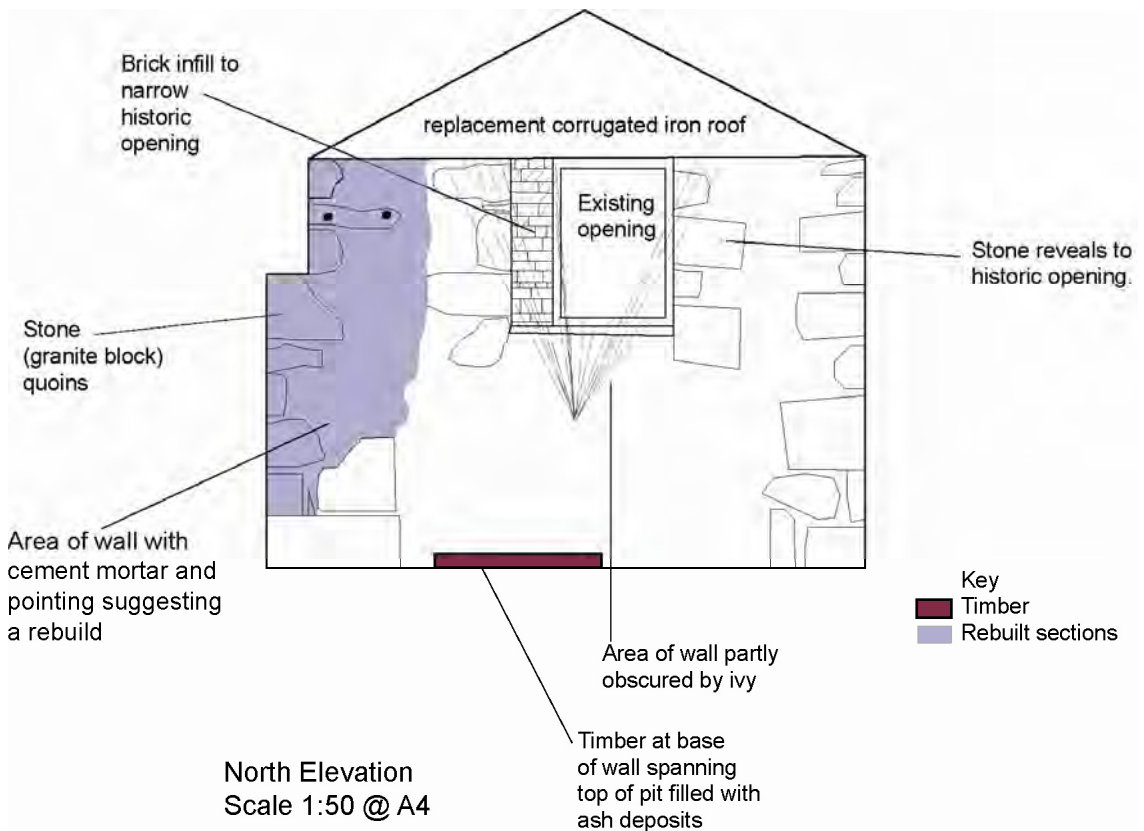 Brick infill to
narrow
historic
opening
replacement corrugated iron roof
Existing
opening
Stone reveals to
historic opening.
Stone
(granite block)
quoins
Area of wall with
cement mortar and
pointing suggesting
a rebuild
Key
Timber
Rebuilt sections
Area of wall partly
obscured by ivy
Timber at base
of wall spanning
top of pit filled with
ash deposits
North Elevation
Scale 1:50 @ A4